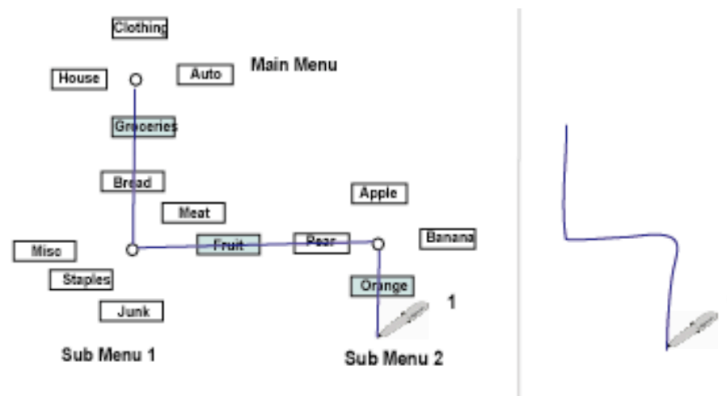 Clothing
House
Auto
Main Menu
Groceries
Bread
Meat
Apple
Misc
Fruit
Pear
Banana
Staples
Orange
Junk
1
Sub Menu 1
Sub Menu 2